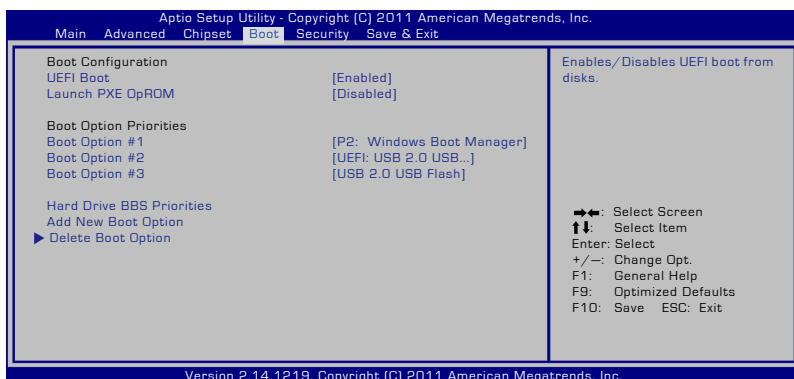 Aptio Setup Utility - Copyright (C) 2011 American Megatrends, Inc.
Main Advanced Chipset Boot Security Save & Exit
Boot Configuration
UEFI Boot [Enabled]
Launch PXE OpROM [Disabled]
Boot Option Priorities
Boot Option #1 [P2: Windows Boot Manager]
Boot Option #2 [UEFI: USB 2.0 USB...]
Boot Option #3 [USB 2.0 USB Flash]
Hard Drive BBS Priorities
Add New Boot Option
Delete Boot Option
Enables/Disables UEFI boot from
disks.
→←: Select Screen
↑↓: Select Item
Enter: Select
+/—: Change Opt.
F1: General Help
F9: Optimized Defaults
F10: Save ESC: Exit
Version 2.14.1219. Copyright (C) 2011 American Megatrends, Inc.